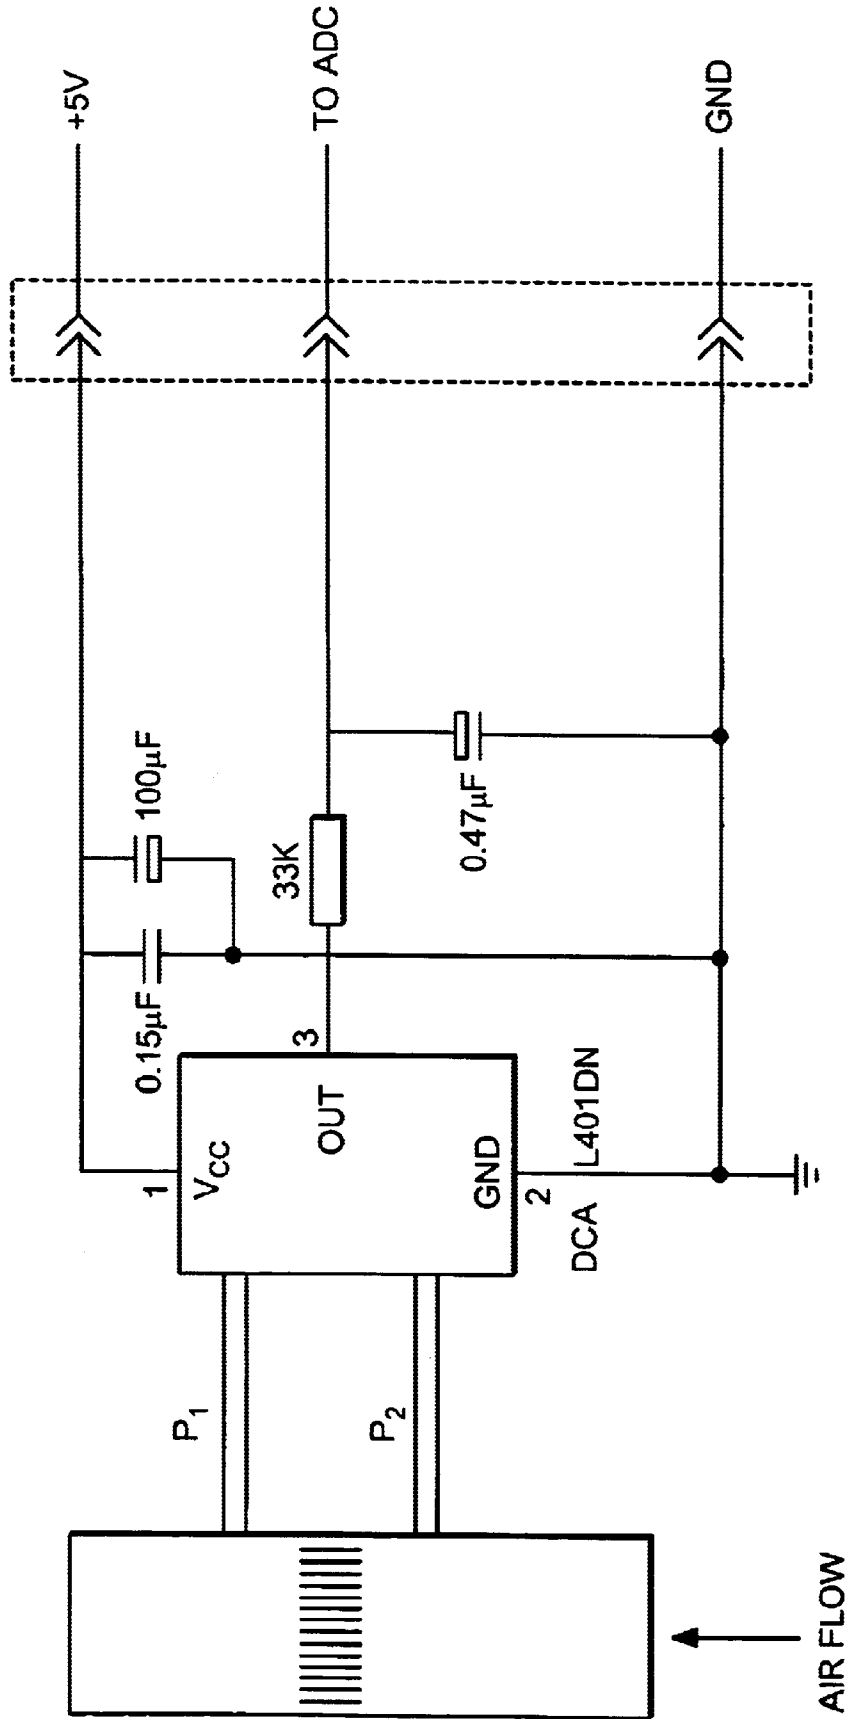 +5V
TO ADC
GND
100µF
0.15µF
33K
0.47µF
1
VCC
3
OUT
GND
2
DCA L401DN
P1
P2
AIR FLOW